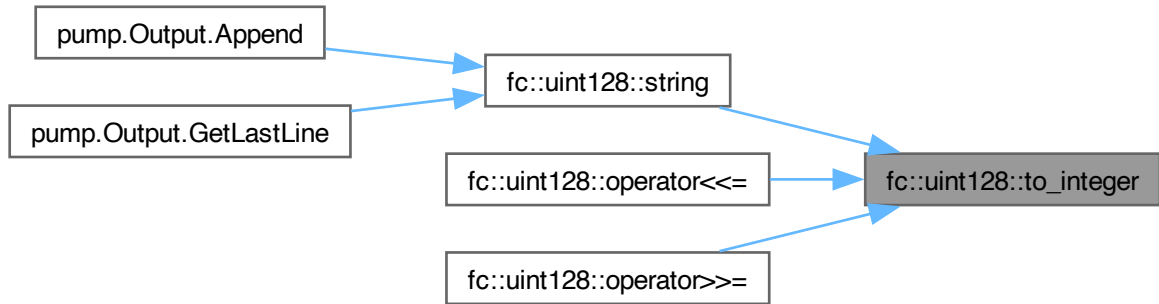 pump.Output.Append
pump.Output.GetLastLine
fc::uint128::string
fc::uint128::operator<<=
fc::uint128::operator>>=
fc::uint128::to_integer